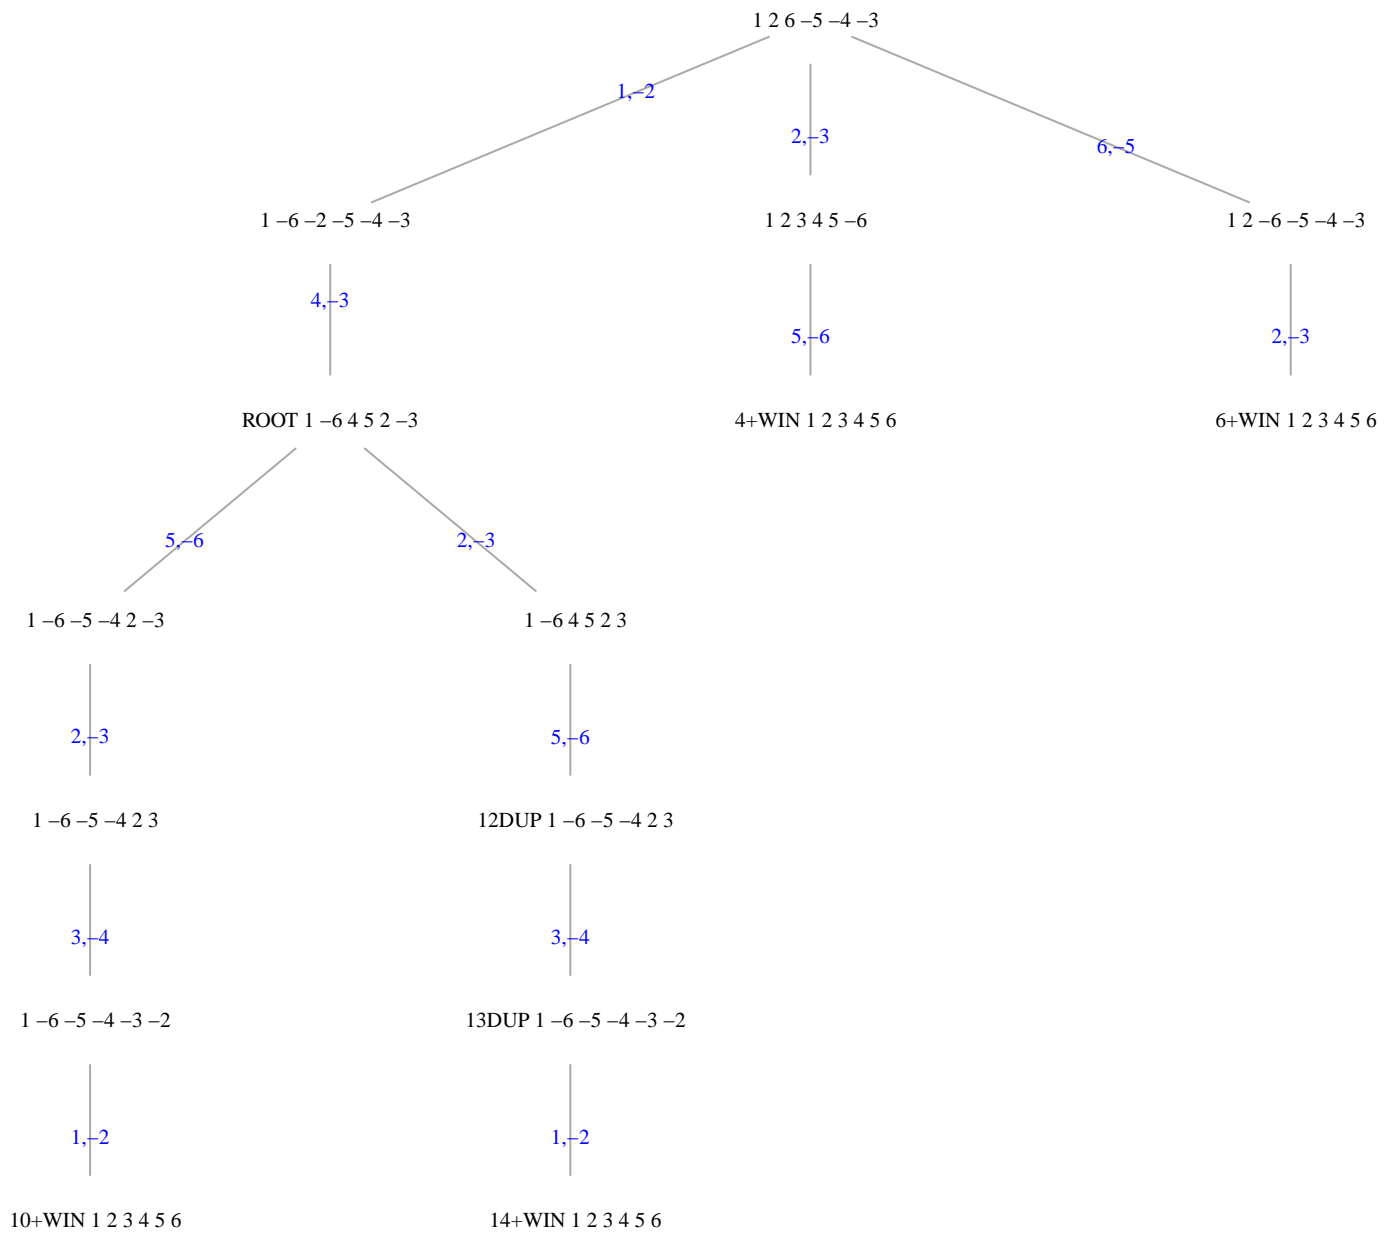 1 2 6 –5 –4 –3
1,–2
2,–3
6,–5
1 –6 –2 –5 –4 –3
1 2 3 4 5 –6
1 2 –6 –5 –4 –3
4,–3
5,–6
2,–3
ROOT 1 –6 4 5 2 –3
4+WIN 1 2 3 4 5 6
6+WIN 1 2 3 4 5 6
5,–6
2,–3
1 –6 –5 –4 2 –3
1 –6 4 5 2 3
2,–3
5,–6
1 –6 –5 –4 2 3
12DUP 1 –6 –5 –4 2 3
3,–4
3,–4
1 –6 –5 –4 –3 –2
13DUP 1 –6 –5 –4 –3 –2
1,–2
1,–2
10+WIN 1 2 3 4 5 6
14+WIN 1 2 3 4 5 6